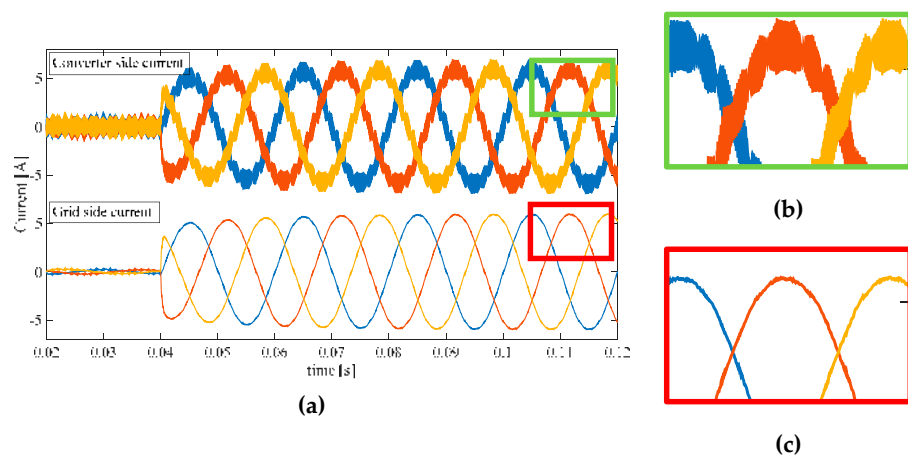 Converter side current
5
0
-5
Grid side current
5
0
-5
Current [A]
0.02 0.03 0.04 0.05 0.06 0.07 0.08 0.09 0.1 0.11 0.12
time [s]
(a)
(b)
(c)